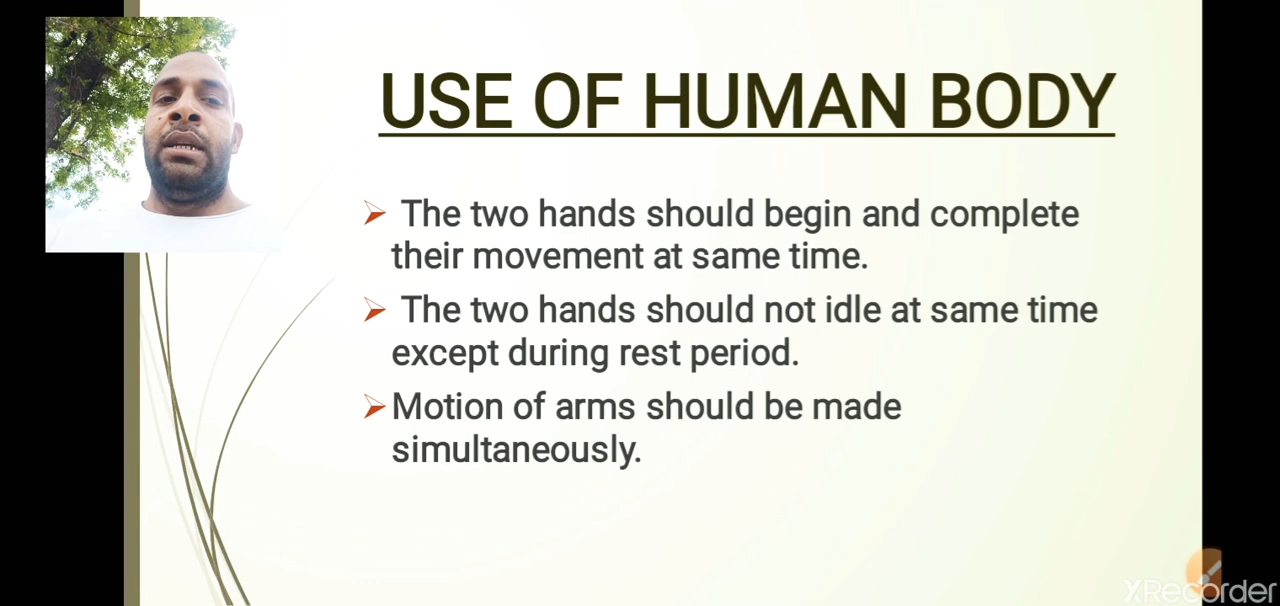 USE OF HUMAN BODY
The two hands should begin and complete
their movement at same time.
The two hands should not idle at same time
except during rest period.
Motion of arms should be made
simultaneously.
XRecorder